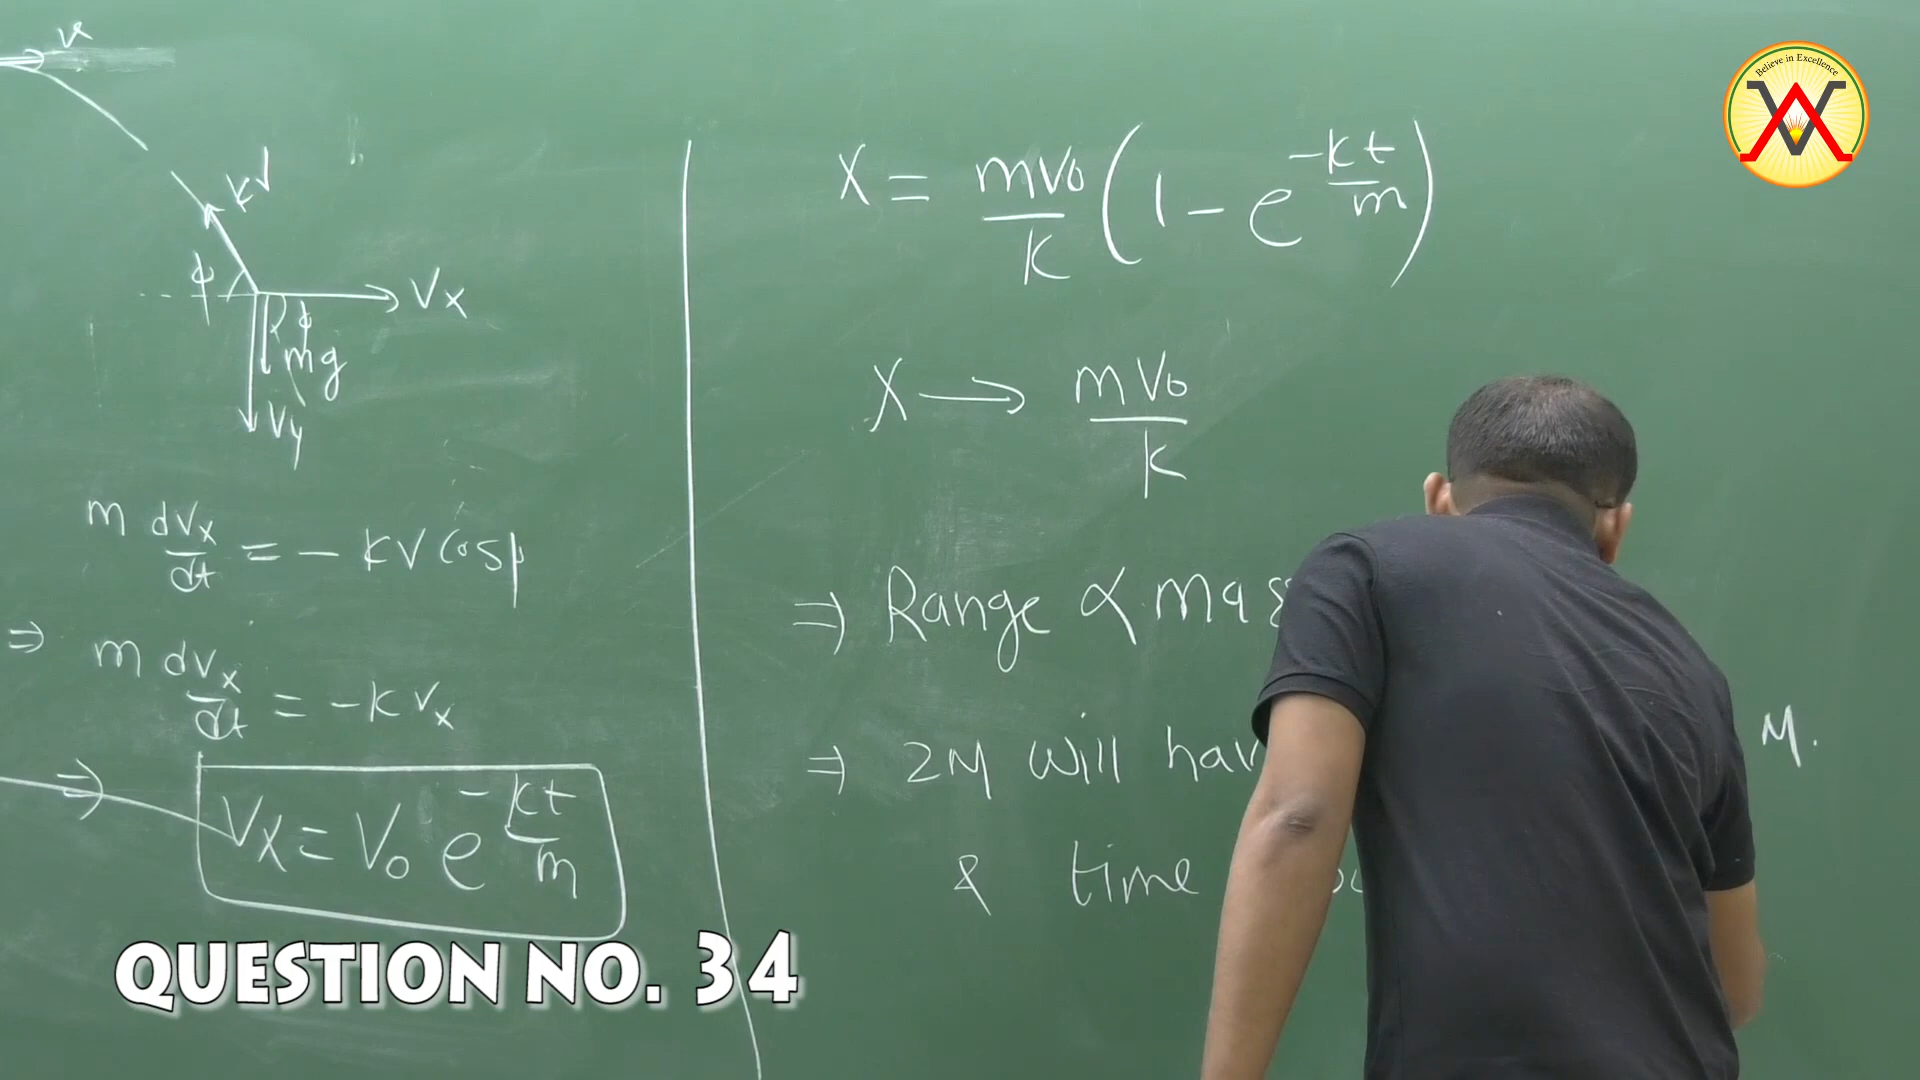 v
kv
ϕ
Vx
ϕ
mg
Vy
m dVx/dt = - kv Cosϕ
⇒ m dVx/dt = -k vx
⇒ Vx = V0 e^(-kt/m)
X = mv0/k (1 - e^(-kt/m))
X → mv0/k
⇒ Range ∝ mas
⇒ 2M will hav M.
& time
QUESTION NO. 34
Believe in Excellence